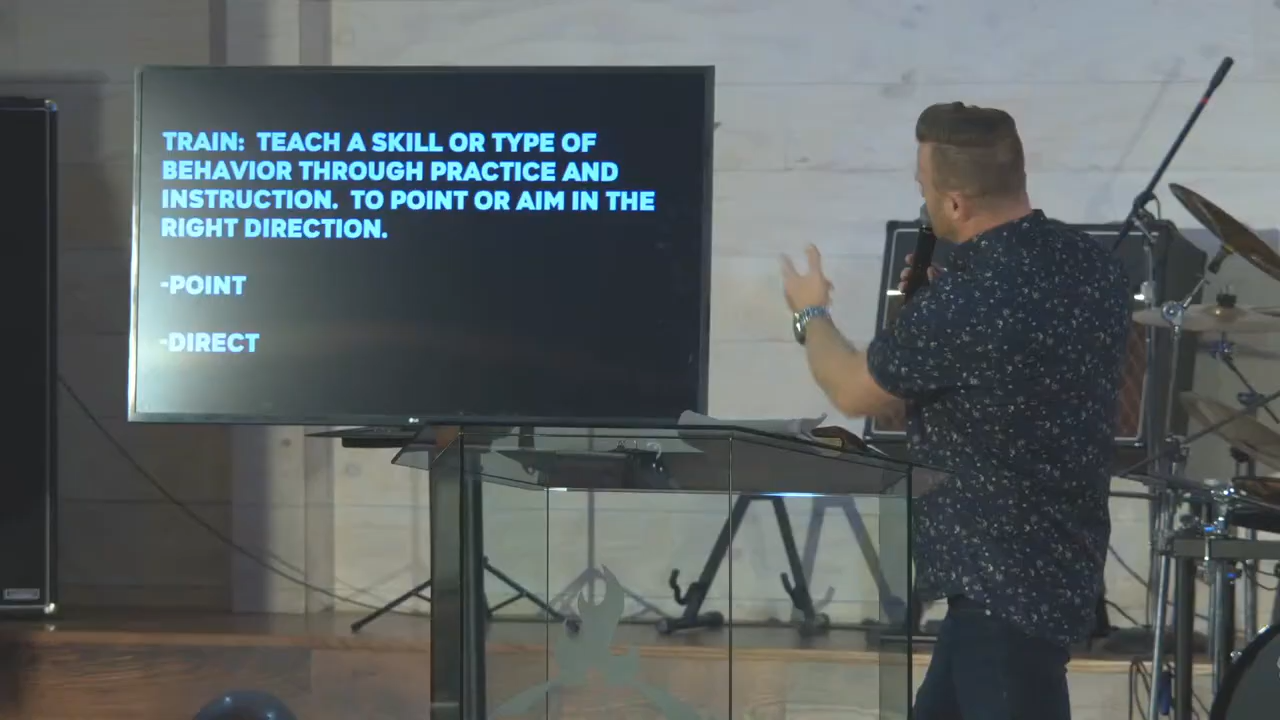 TRAIN: TEACH A SKILL OR TYPE OF
BEHAVIOR THROUGH PRACTICE AND
INSTRUCTION. TO POINT OR AIM IN THE
RIGHT DIRECTION.
-POINT
-DIRECT